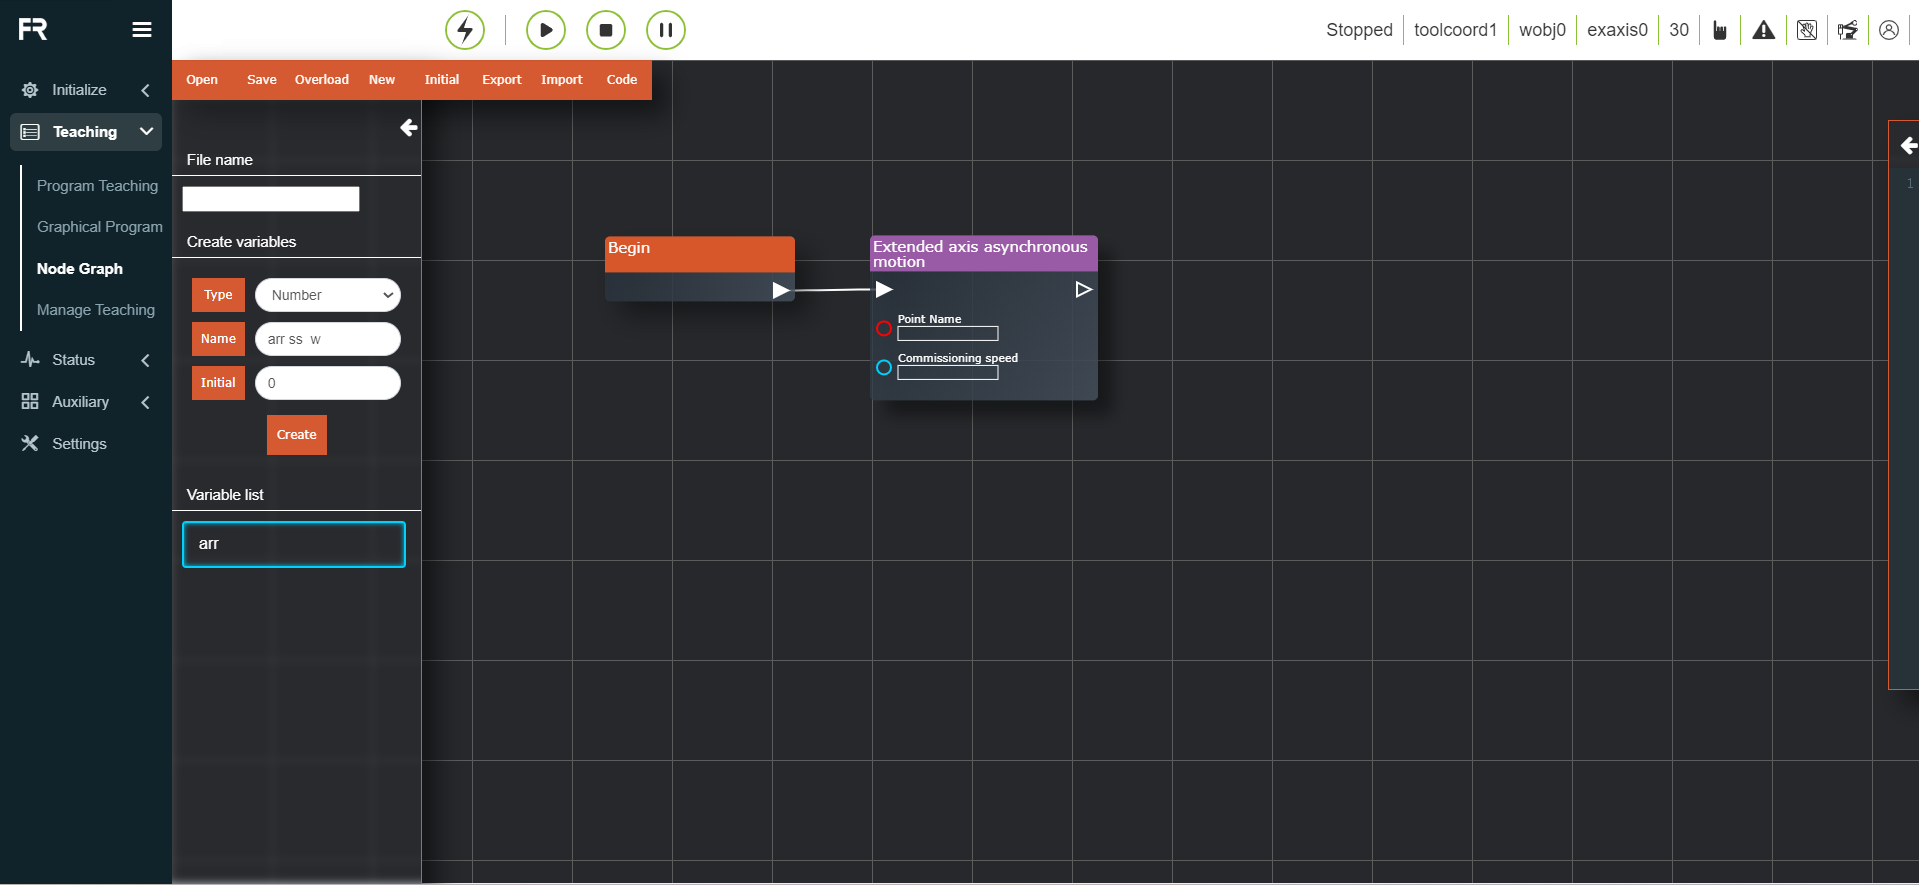 FR
Stopped
toolcoord1
wobj0
exaxis0
30
Open
Save
Overload
New
Initial
Export
Import
Code
Initialize
Teaching
Program Teaching
Graphical Program
Node Graph
Manage Teaching
Status
Auxiliary
Settings
File name
Create variables
Type
Number
Name
arr ss  w
Initial
0
Create
Variable list
arr
Begin
Extended axis asynchronous
motion
Point Name
Commissioning speed
1